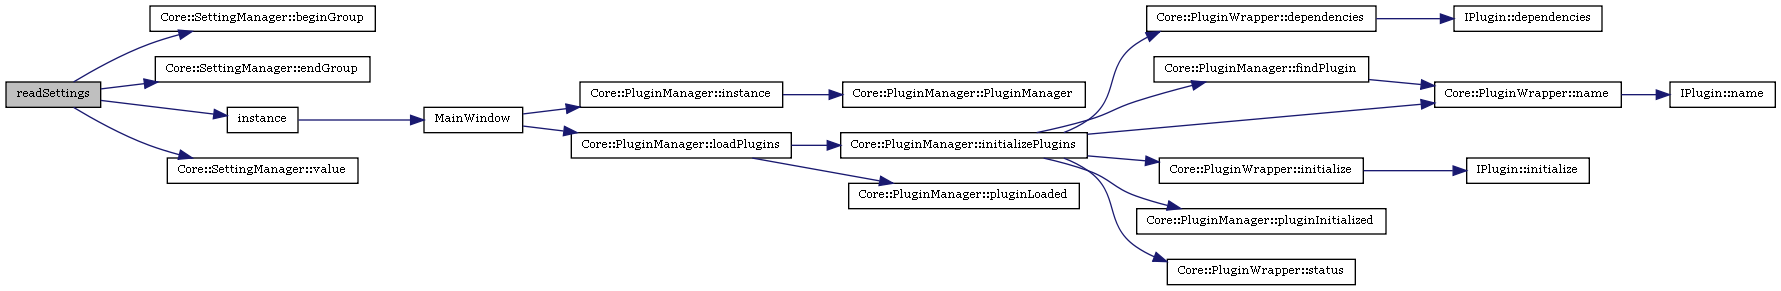 readSettings
Core::SettingManager::beginGroup
Core::SettingManager::endGroup
instance
Core::SettingManager::value
MainWindow
Core::PluginManager::instance
Core::PluginManager::loadPlugins
Core::PluginManager::PluginManager
Core::PluginManager::initializePlugins
Core::PluginManager::pluginLoaded
Core::PluginWrapper::dependencies
Core::PluginManager::findPlugin
Core::PluginWrapper::initialize
Core::PluginManager::pluginInitialized
Core::PluginWrapper::status
IPlugin::dependencies
Core::PluginWrapper::name
IPlugin::initialize
IPlugin::name